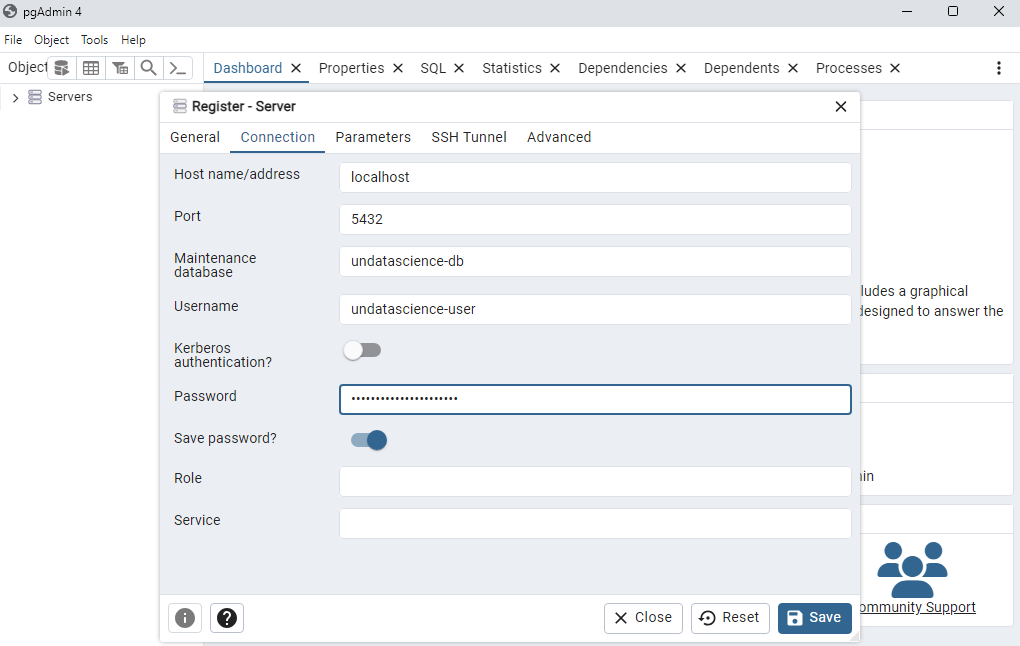 pgAdmin 4
File Object Tools Help
Object
Dashboard Properties SQL Statistics Dependencies Dependents Processes
Servers
Register - Server
General Connection Parameters SSH Tunnel Advanced
Host name/address localhost
Port 5432
Maintenance
database
undatascience-db
Username undatascience-user
Kerberos
authentication?
Password ••••••••••••••••••••••
Save password?
Role
Service
Close Reset Save
ludes a graphical
designed to answer the
in
ommunity Support